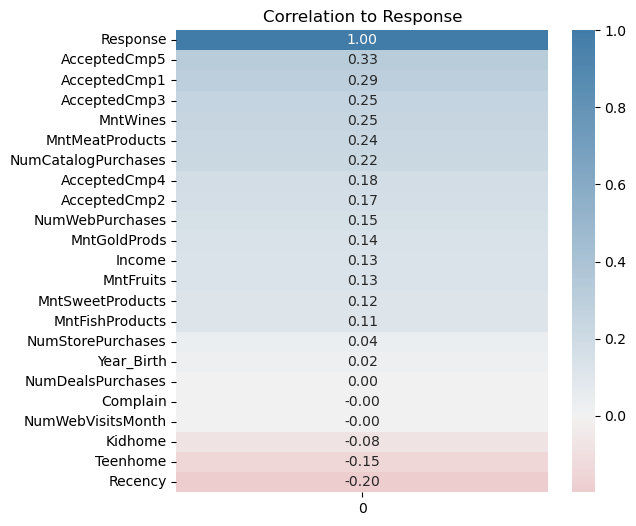 Correlation to Response
Response 1.00
AcceptedCmp5 0.33
AcceptedCmp1 0.29
AcceptedCmp3 0.25
MntWines 0.25
MntMeatProducts 0.24
NumCatalogPurchases 0.22
AcceptedCmp4 0.18
AcceptedCmp2 0.17
NumWebPurchases 0.15
MntGoldProds 0.14
Income 0.13
MntFruits 0.13
MntSweetProducts 0.12
MntFishProducts 0.11
NumStorePurchases 0.04
Year_Birth 0.02
NumDealsPurchases 0.00
Complain -0.00
NumWebVisitsMonth -0.00
Kidhome -0.08
Teenhome -0.15
Recency -0.20
0
1.0
0.8
0.6
0.4
0.2
0.0